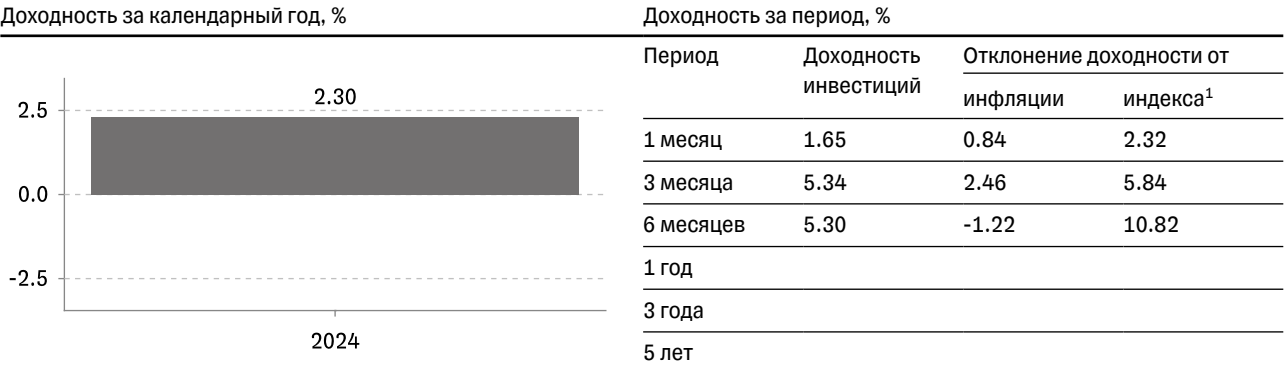 Доходность за календарный год, %
2.30
2.5
0.0
-2.5
2024
Доходность за период, %
Период Доходность инвестиций Отклонение доходности от
инфляции индекса¹
1 месяц 1.65 0.84 2.32
3 месяца 5.34 2.46 5.84
6 месяцев 5.30 -1.22 10.82
1 год
3 года
5 лет